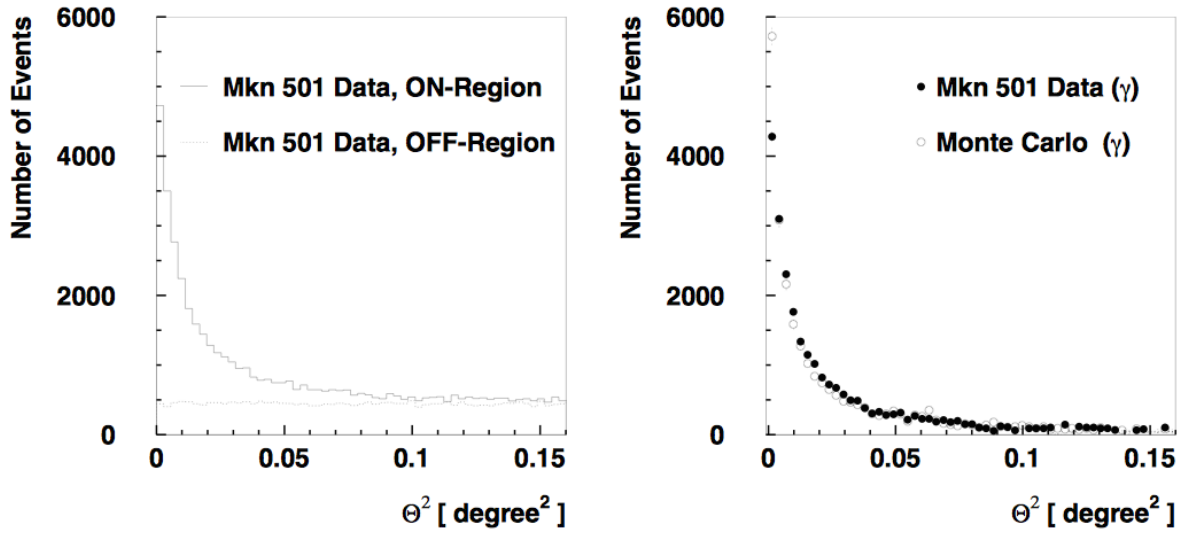 Number of Events
6000
4000
2000
0
Mkn 501 Data, ON-Region
Mkn 501 Data, OFF-Region
0 0.05 0.1 0.15
Θ² [ degree² ]
Number of Events
6000
4000
2000
0
Mkn 501 Data (γ)
Monte Carlo (γ)
0 0.05 0.1 0.15
Θ² [ degree² ]